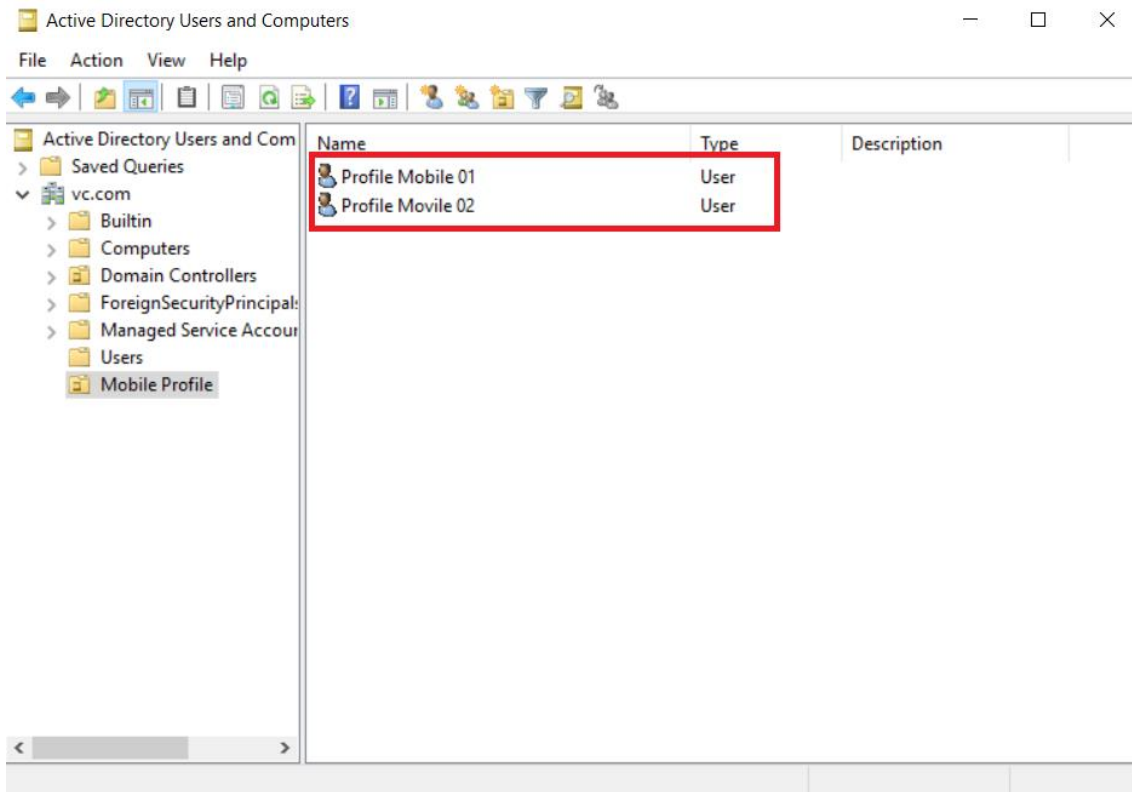 Active Directory Users and Computers
File Action View Help
Active Directory Users and Com
Saved Queries
vc.com
Builtin
Computers
Domain Controllers
ForeignSecurityPrincipals
Managed Service Accour
Users
Mobile Profile
Name Type Description
Profile Mobile 01 User
Profile Movile 02 User